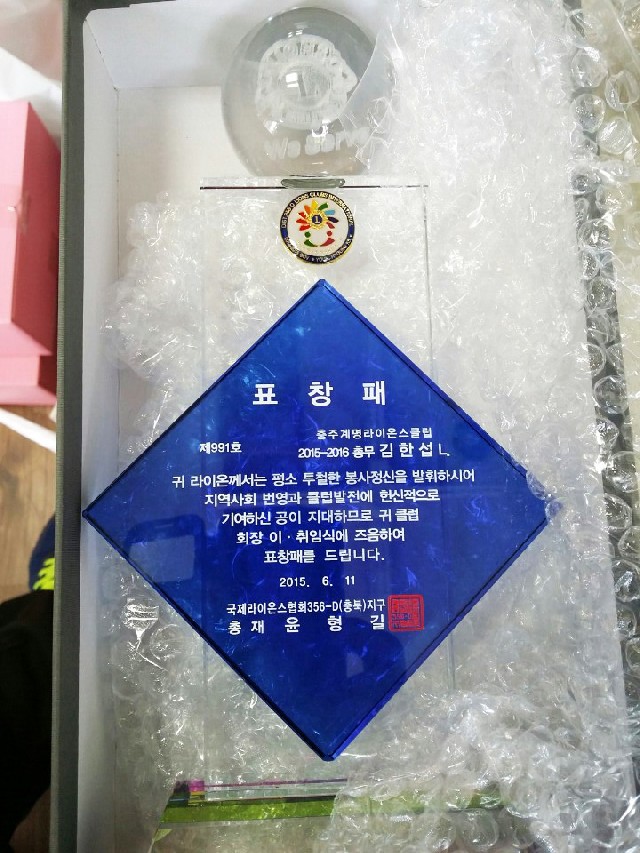 We Serve
표 창 패
충주계명라이온스클럽
제991호
2015-2016 총무 김 한 섭 L
귀 라이온께서는 평소 투철한 봉사정신을 발휘하시어
지역사회 번영과 클럽발전에 헌신적으로
기여하신 공이 지대하므로 귀 클럽
회장 이·취임식에 즈음하여
표창패를 드립니다.
2015. 6. 11
국제라이온스협회356-D(충북)지구
총 재 윤 형 길